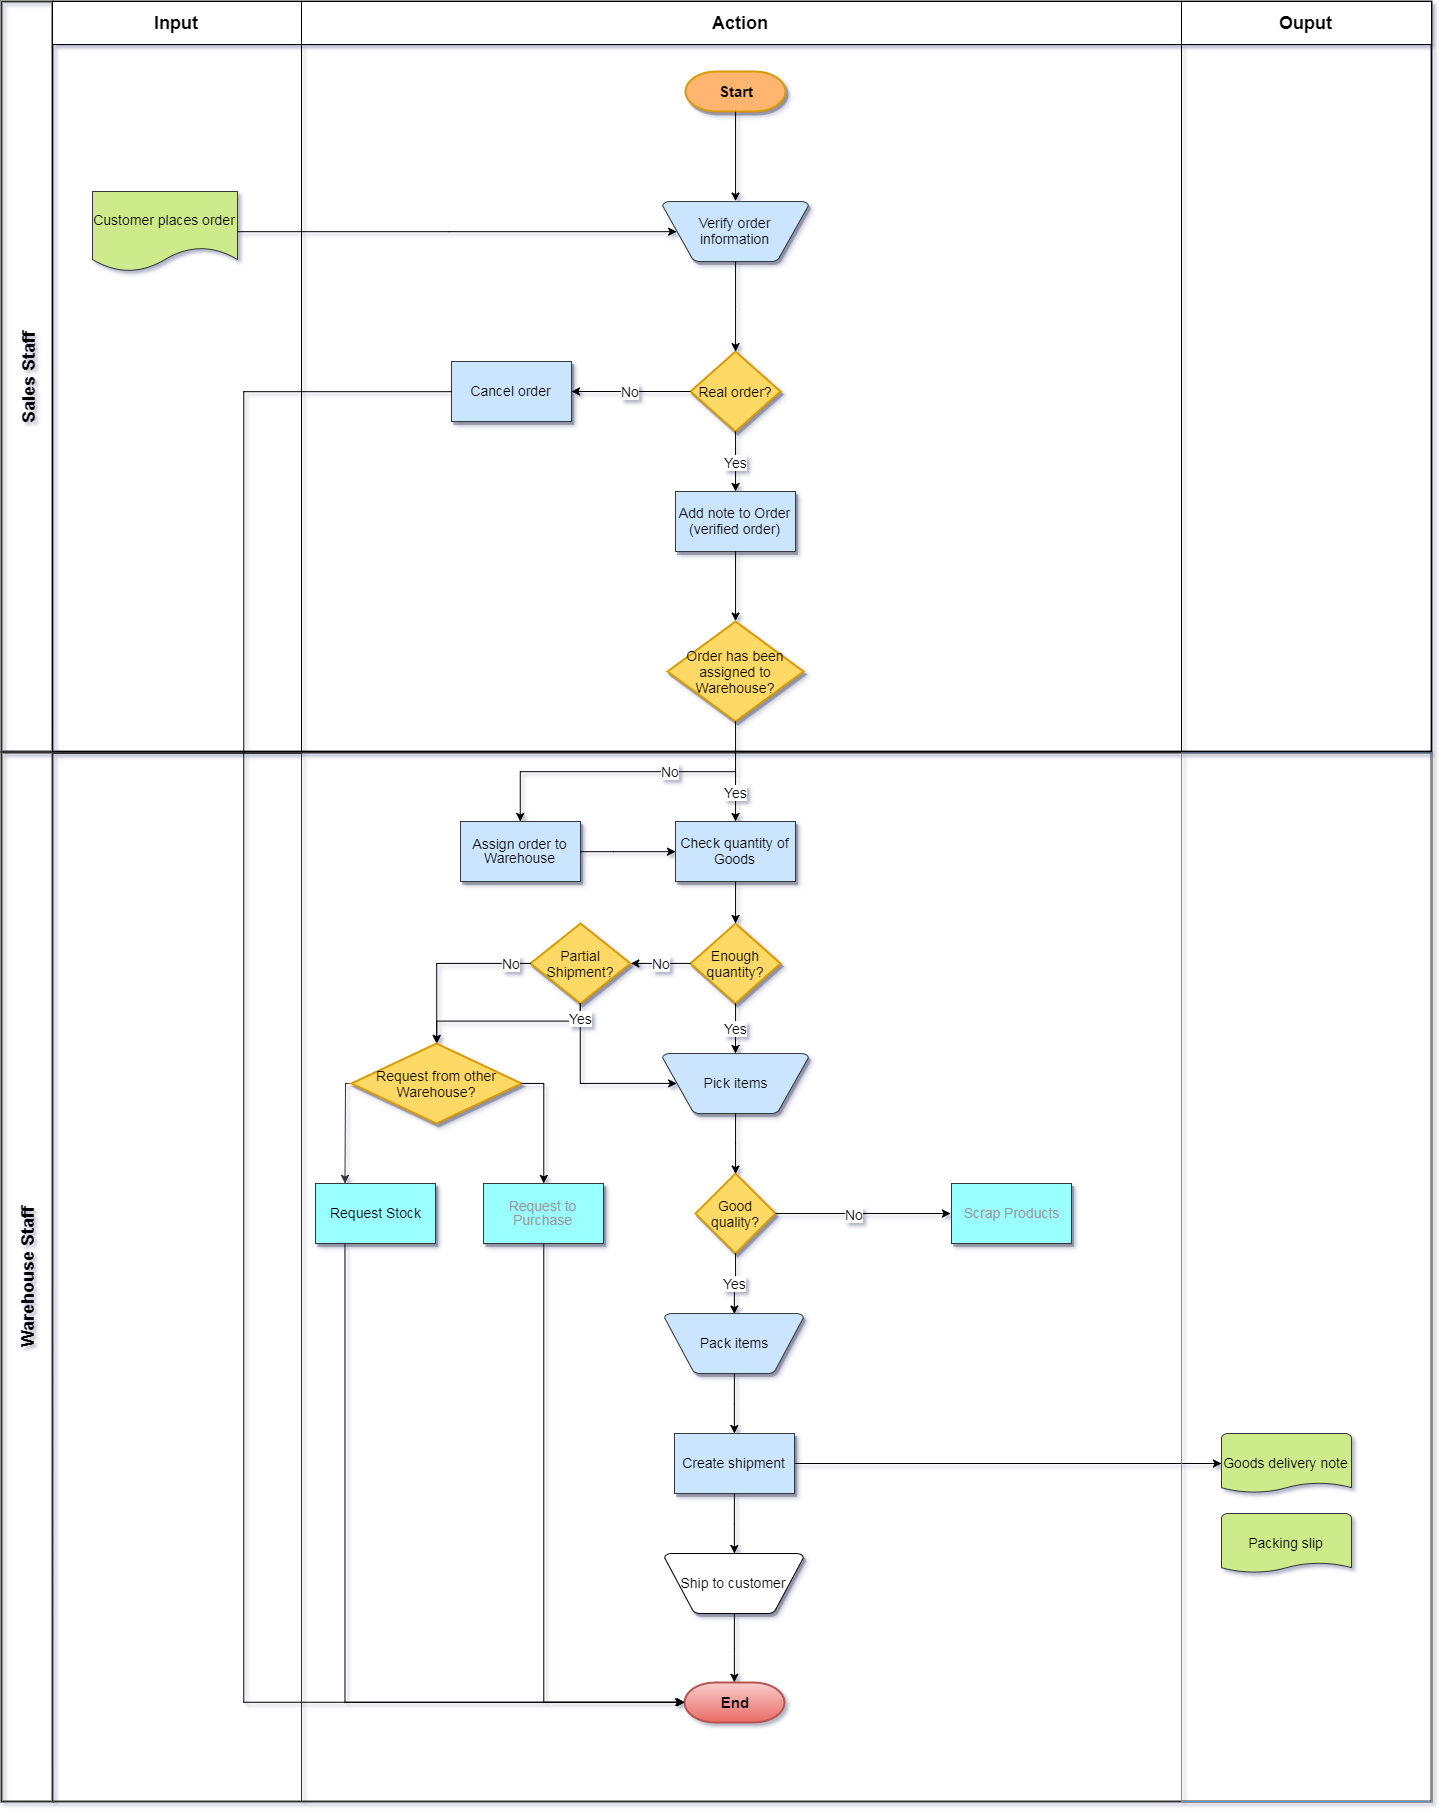 Input
Action
Ouput
Sales Staff
Start
Customer places order
Verify order
information
Cancel order
No
Real order?
Yes
Add note to Order
(verified order)
Order has been
assigned to
Warehouse?
Warehouse Staff
No
Yes
Assign order to
Warehouse
Check quantity of
Goods
No
Partial
Shipment?
No
Enough
quantity?
Yes
Yes
Request from other
Warehouse?
Pick items
Request Stock
Request to
Purchase
Good
quality?
No
Scrap Products
Yes
Pack items
Create shipment
Goods delivery note
Packing slip
Ship to customer
End